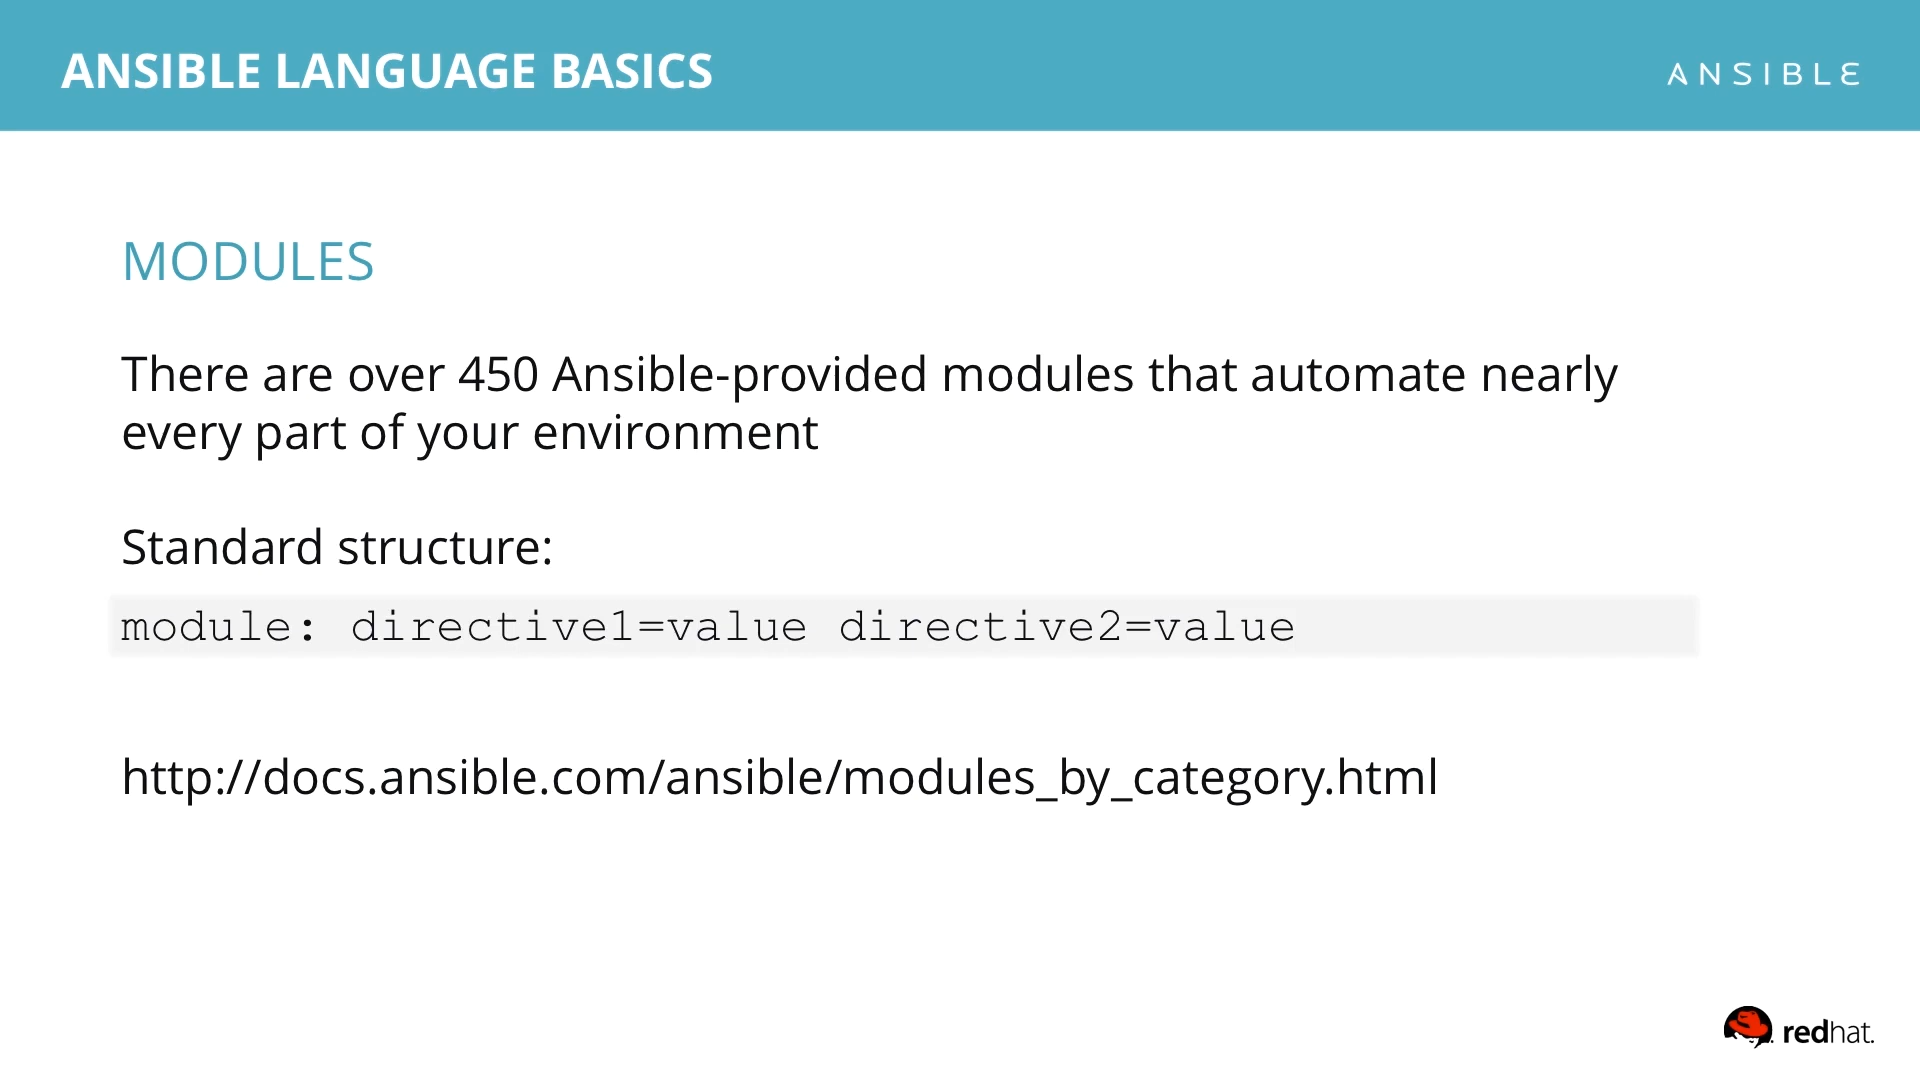 ANSIBLE LANGUAGE BASICS
ANSIBLE
MODULES
There are over 450 Ansible-provided modules that automate nearly
every part of your environment
Standard structure:
module: directive1=value directive2=value
http://docs.ansible.com/ansible/modules_by_category.html
redhat.